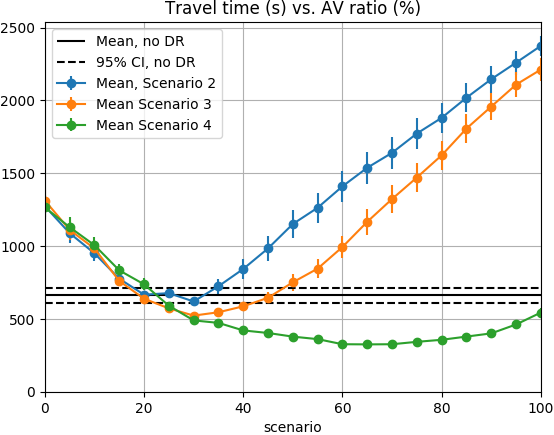 Travel time (s) vs. AV ratio (%)
2500
2000
1500
1000
500
0
Mean, no DR
95% CI, no DR
Mean, Scenario 2
Mean Scenario 3
Mean Scenario 4
0 20 40 60 80 100
scenario